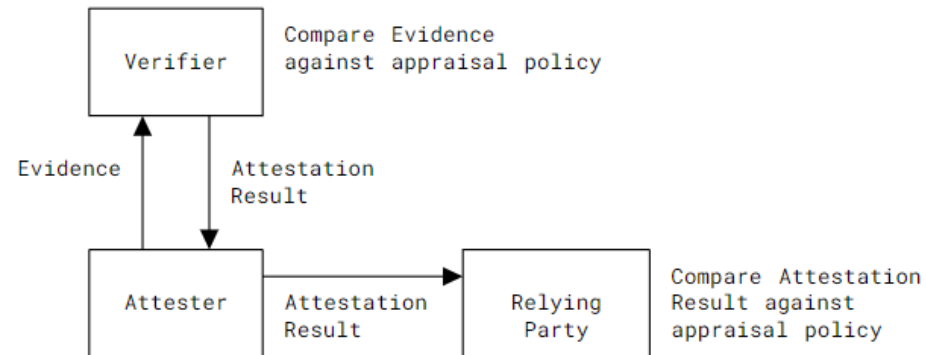 Verifier
Compare Evidence
against appraisal policy
Evidence
Attestation
Result
Attester
Attestation
Result
Relying
Party
Compare Attestation
Result against
appraisal policy